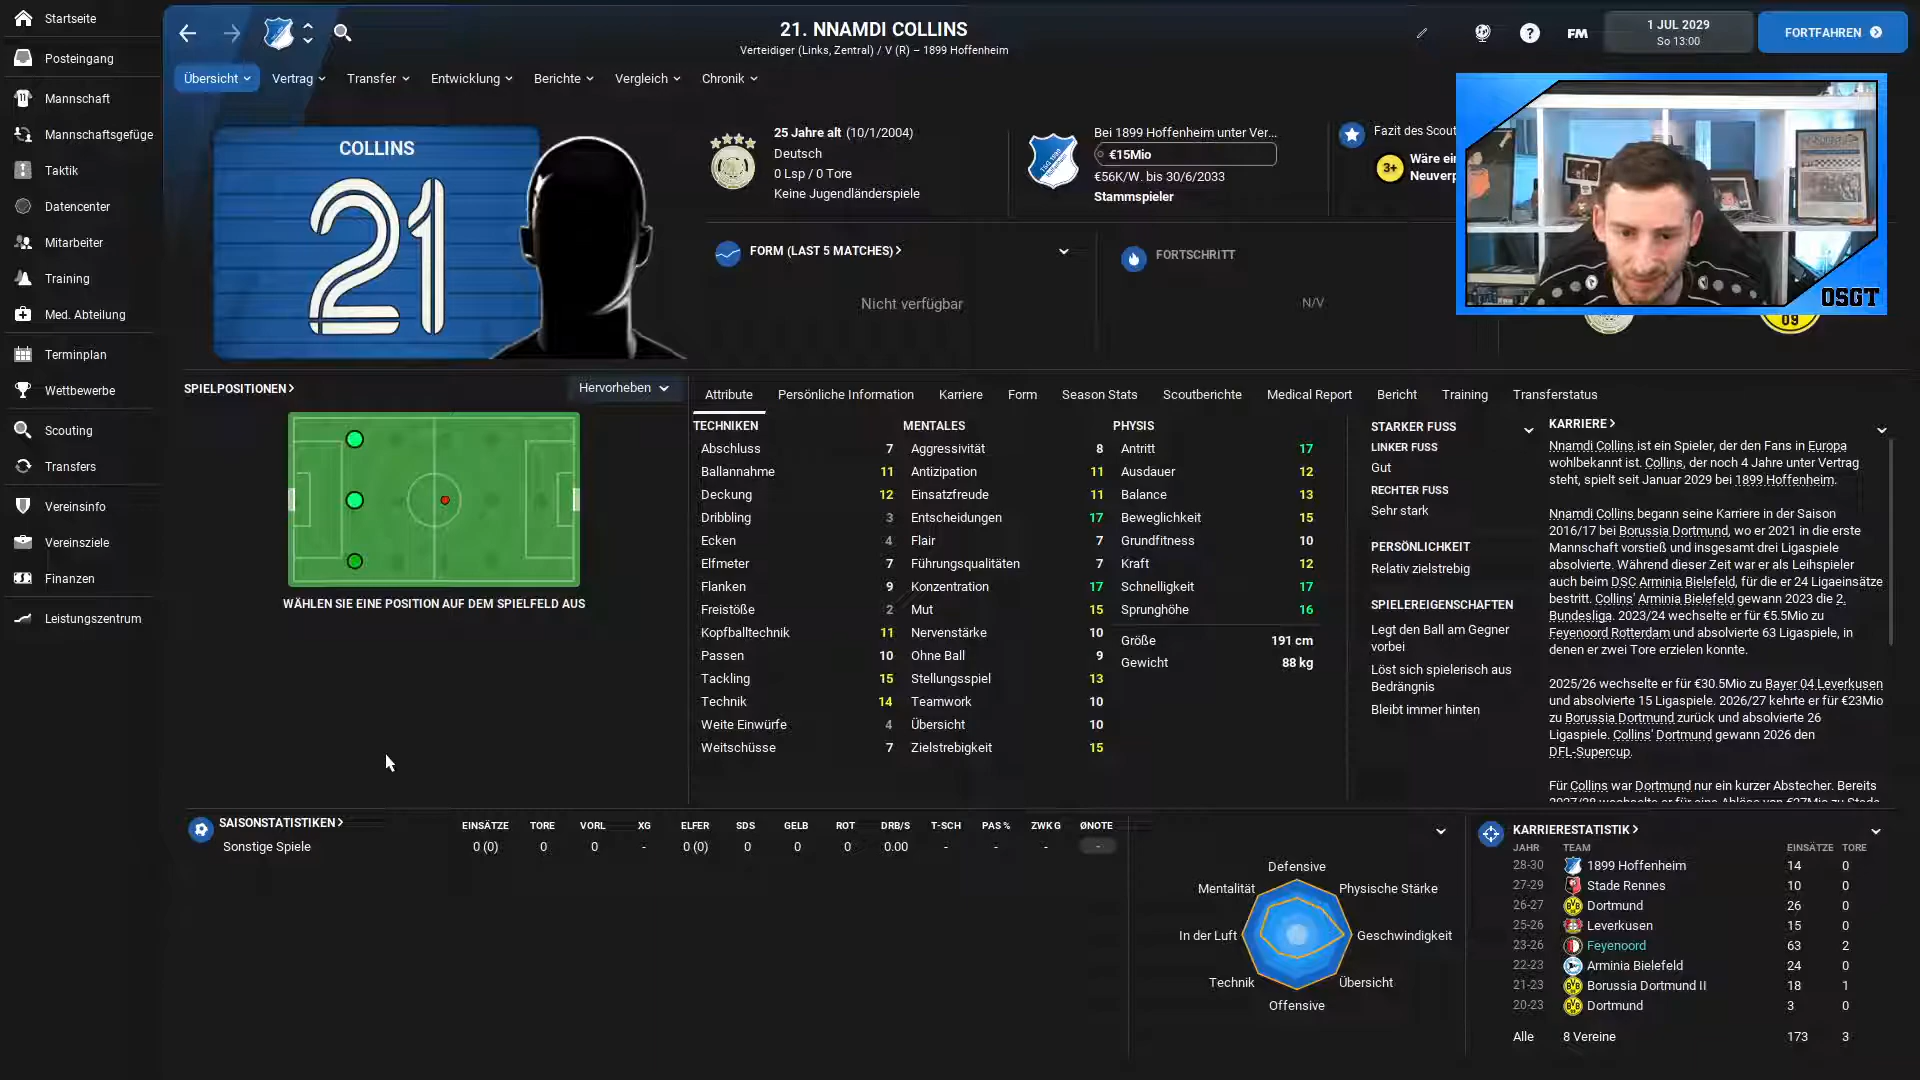 Startseite
Posteingang
Mannschaft
Mannschaftsgefüge
Taktik
Datencenter
Mitarbeiter
Training
Med. Abteilung
Terminplan
Wettbewerbe
Scouting
Transfers
Vereinsinfo
Vereinsziele
Finanzen
Leistungszentrum
21. NNAMDI COLLINS
Verteidiger (Links, Zentral) / V (R) – 1899 Hoffenheim
FM
1 JUL 2029
So 13:00
FORTFAHREN
Übersicht
Vertrag
Transfer
Entwicklung
Berichte
Vergleich
Chronik
COLLINS
21
25 Jahre alt (10/1/2004)
Deutsch
0 Lsp / 0 Tore
Keine Jugendländerspiele
Bei 1899 Hoffenheim unter Ver...
€15Mio
€56K/W. bis 30/6/2033
Stammspieler
Fazit des Scout
3+
Wäre ei
Neuverp
OSGT
09
FORM (LAST 5 MATCHES)
Nicht verfügbar
FORTSCHRITT
N/V
SPIELPOSITIONEN
Hervorheben
WÄHLEN SIE EINE POSITION AUF DEM SPIELFELD AUS
Attribute Persönliche Information Karriere Form Season Stats Scoutberichte Medical Report Bericht Training Transferstatus
TECHNIKEN
Abschluss 7
Ballannahme 11
Deckung 12
Dribbling 3
Ecken 4
Elfmeter 7
Flanken 9
Freistöße 2
Kopfballtechnik 11
Passen 10
Tackling 15
Technik 14
Weite Einwürfe 4
Weitschüsse 7
MENTALES
Aggressivität 8
Antizipation 11
Einsatzfreude 11
Entscheidungen 17
Flair 7
Führungsqualitäten 7
Konzentration 17
Mut 15
Nervenstärke 10
Ohne Ball 9
Stellungsspiel 13
Teamwork 10
Übersicht 10
Zielstrebigkeit 15
PHYSIS
Antritt 17
Ausdauer 12
Balance 13
Beweglichkeit 15
Grundfitness 10
Kraft 12
Schnelligkeit 17
Sprunghöhe 16
Größe 191 cm
Gewicht 88 kg
STARKER FUSS
LINKER FUSS
Gut
RECHTER FUSS
Sehr stark
PERSÖNLICHKEIT
Relativ zielstrebig
SPIELEREIGENSCHAFTEN
Legt den Ball am Gegner
vorbei
Löst sich spielerisch aus
Bedrängnis
Bleibt immer hinten
KARRIERE
Nnamdi Collins ist ein Spieler, der den Fans in Europa
wohlbekannt ist. Collins, der noch 4 Jahre unter Vertrag
steht, spielt seit Januar 2029 bei 1899 Hoffenheim.
Nnamdi Collins begann seine Karriere in der Saison
2016/17 bei Borussia Dortmund, wo er 2021 in die erste
Mannschaft vorstieß und insgesamt drei Ligaspiele
absolvierte. Während dieser Zeit war er als Leihspieler
auch beim DSC Arminia Bielefeld, für die er 24 Ligaeinsätze
bestritt. Collins' Arminia Bielefeld gewann 2023 die 2.
Bundesliga. 2023/24 wechselte er für €5.5Mio zu
Feyenoord Rotterdam und absolvierte 63 Ligaspiele, in
denen er zwei Tore erzielen konnte.
2025/26 wechselte er für €30.5Mio zu Bayer 04 Leverkusen
und absolvierte 15 Ligaspiele. 2026/27 kehrte er für €23Mio
zu Borussia Dortmund zurück und absolvierte 26
Ligaspiele. Collins' Dortmund gewann 2026 den
DFL-Supercup.
Für Collins war Dortmund nur ein kurzer Abstecher. Bereits
2027/28 wechselte er für eine Ablöse von €27Mio zu Stade
SAISONSTATISTIKEN EINSÄTZE TORE VORL XG ELFER SDS GELB ROT DRB/S T-SCH PAS % ZWK G ØNOTE
Sonstige Spiele 0 (0) 0 0 - 0 (0) 0 0 0 0.00 - - - -
Defensive
Mentalität
Physische Stärke
In der Luft
Geschwindigkeit
Technik
Übersicht
Offensive
KARRIERESTATISTIK
JAHR TEAM EINSÄTZE TORE
28-30 1899 Hoffenheim 14 0
27-29 Stade Rennes 10 0
26-27 Dortmund 26 0
25-26 Leverkusen 15 0
23-26 Feyenoord 63 2
22-23 Arminia Bielefeld 24 0
21-23 Borussia Dortmund II 18 1
20-23 Dortmund 3 0
Alle 8 Vereine 173 3